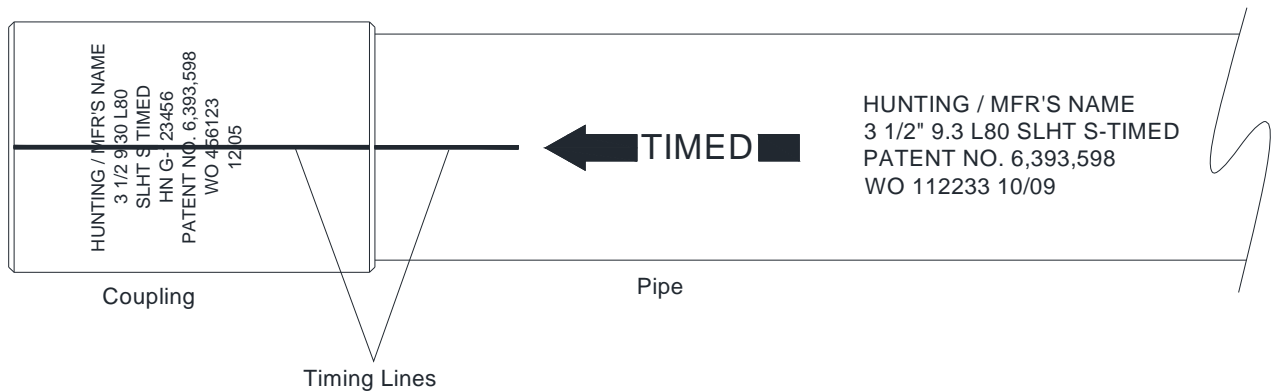 HUNTING / MFR'S NAME
3 1/2 9.30 L80
SLHT S-TIMED
HN G-123456
PATENT NO. 6,393,598
WO 456123
12/05
TIMED
HUNTING / MFR'S NAME
3 1/2" 9.3 L80 SLHT S-TIMED
PATENT NO. 6,393,598
WO 112233 10/09
Coupling
Pipe
Timing Lines